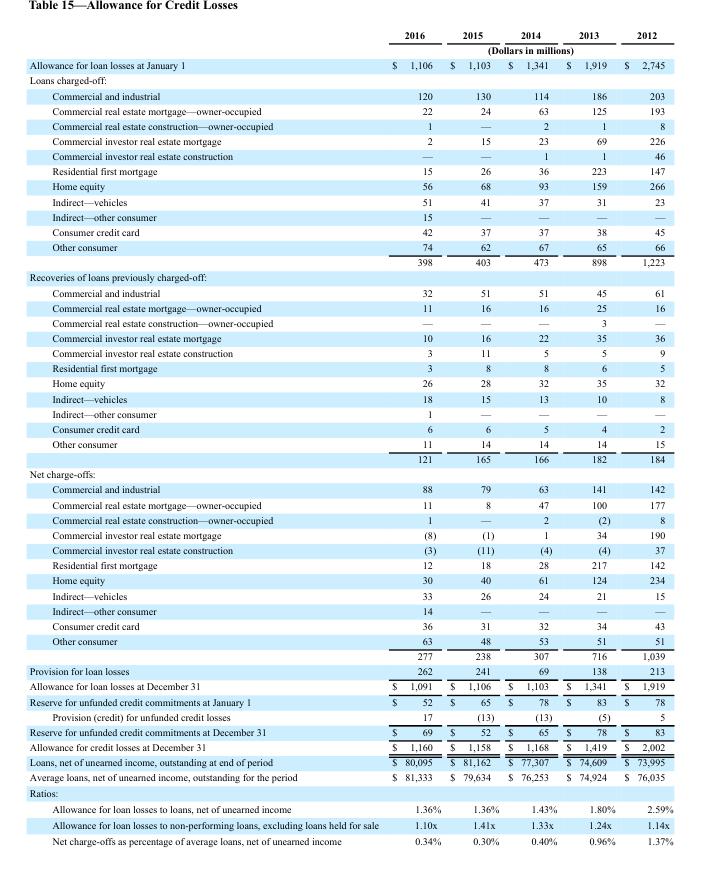 Table 15—Allowance for Credit Losses
2016 2015 2014 2013 2012
(Dollars in millions)
Allowance for loan losses at January 1 $ 1,106 $ 1,103 $ 1,341 $ 1,919 $ 2,745
Loans charged-off:
Commercial and industrial 120 130 114 186 203
Commercial real estate mortgage—owner-occupied 22 24 63 125 193
Commercial real estate construction—owner-occupied 1 — 2 1 8
Commercial investor real estate mortgage 2 15 23 69 226
Commercial investor real estate construction — — 1 1 46
Residential first mortgage 15 26 36 223 147
Home equity 56 68 93 159 266
Indirect—vehicles 51 41 37 31 23
Indirect—other consumer 15 — — — —
Consumer credit card 42 37 37 38 45
Other consumer 74 62 67 65 66
398 403 473 898 1,223
Recoveries of loans previously charged-off:
Commercial and industrial 32 51 51 45 61
Commercial real estate mortgage—owner-occupied 11 16 16 25 16
Commercial real estate construction—owner-occupied — — — 3 —
Commercial investor real estate mortgage 10 16 22 35 36
Commercial investor real estate construction 3 11 5 5 9
Residential first mortgage 3 8 8 6 5
Home equity 26 28 32 35 32
Indirect—vehicles 18 15 13 10 8
Indirect—other consumer 1 — — — —
Consumer credit card 6 6 5 4 2
Other consumer 11 14 14 14 15
121 165 166 182 184
Net charge-offs:
Commercial and industrial 88 79 63 141 142
Commercial real estate mortgage—owner-occupied 11 8 47 100 177
Commercial real estate construction—owner-occupied 1 — 2 (2) 8
Commercial investor real estate mortgage (8) (1) 1 34 190
Commercial investor real estate construction (3) (11) (4) (4) 37
Residential first mortgage 12 18 28 217 142
Home equity 30 40 61 124 234
Indirect—vehicles 33 26 24 21 15
Indirect—other consumer 14 — — — —
Consumer credit card 36 31 32 34 43
Other consumer 63 48 53 51 51
277 238 307 716 1,039
Provision for loan losses 262 241 69 138 213
Allowance for loan losses at December 31 $ 1,091 $ 1,106 $ 1,103 $ 1,341 $ 1,919
Reserve for unfunded credit commitments at January 1 $ 52 $ 65 $ 78 $ 83 $ 78
Provision (credit) for unfunded credit losses 17 (13) (13) (5) 5
Reserve for unfunded credit commitments at December 31 $ 69 $ 52 $ 65 $ 78 $ 83
Allowance for credit losses at December 31 $ 1,160 $ 1,158 $ 1,168 $ 1,419 $ 2,002
Loans, net of unearned income, outstanding at end of period $ 80,095 $ 81,162 $ 77,307 $ 74,609 $ 73,995
Average loans, net of unearned income, outstanding for the period $ 81,333 $ 79,634 $ 76,253 $ 74,924 $ 76,035
Ratios:
Allowance for loan losses to loans, net of unearned income 1.36% 1.36% 1.43% 1.80% 2.59%
Allowance for loan losses to non-performing loans, excluding loans held for sale 1.10x 1.41x 1.33x 1.24x 1.14x
Net charge-offs as percentage of average loans, net of unearned income 0.34% 0.30% 0.40% 0.96% 1.37%